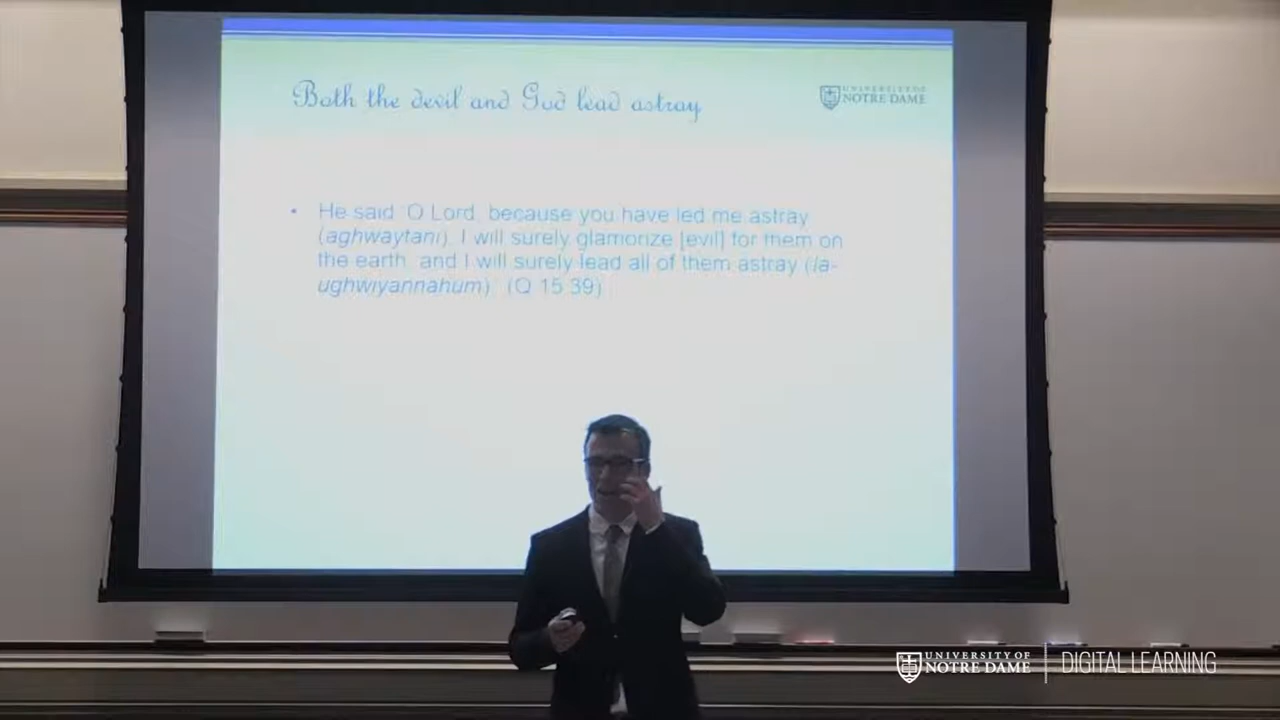 Both the devil and God lead astray
UNIVERSITY OF
NOTRE DAME
• He said 'O Lord, because you have led me astray
(aghwaytani), I will surely glamorize [evil] for them on
the earth, and I will surely lead all of them astray (la-
ughwiyannahum).' (Q 15:39)
UNIVERSITY OF
NOTRE DAME
DIGITAL LEARNING